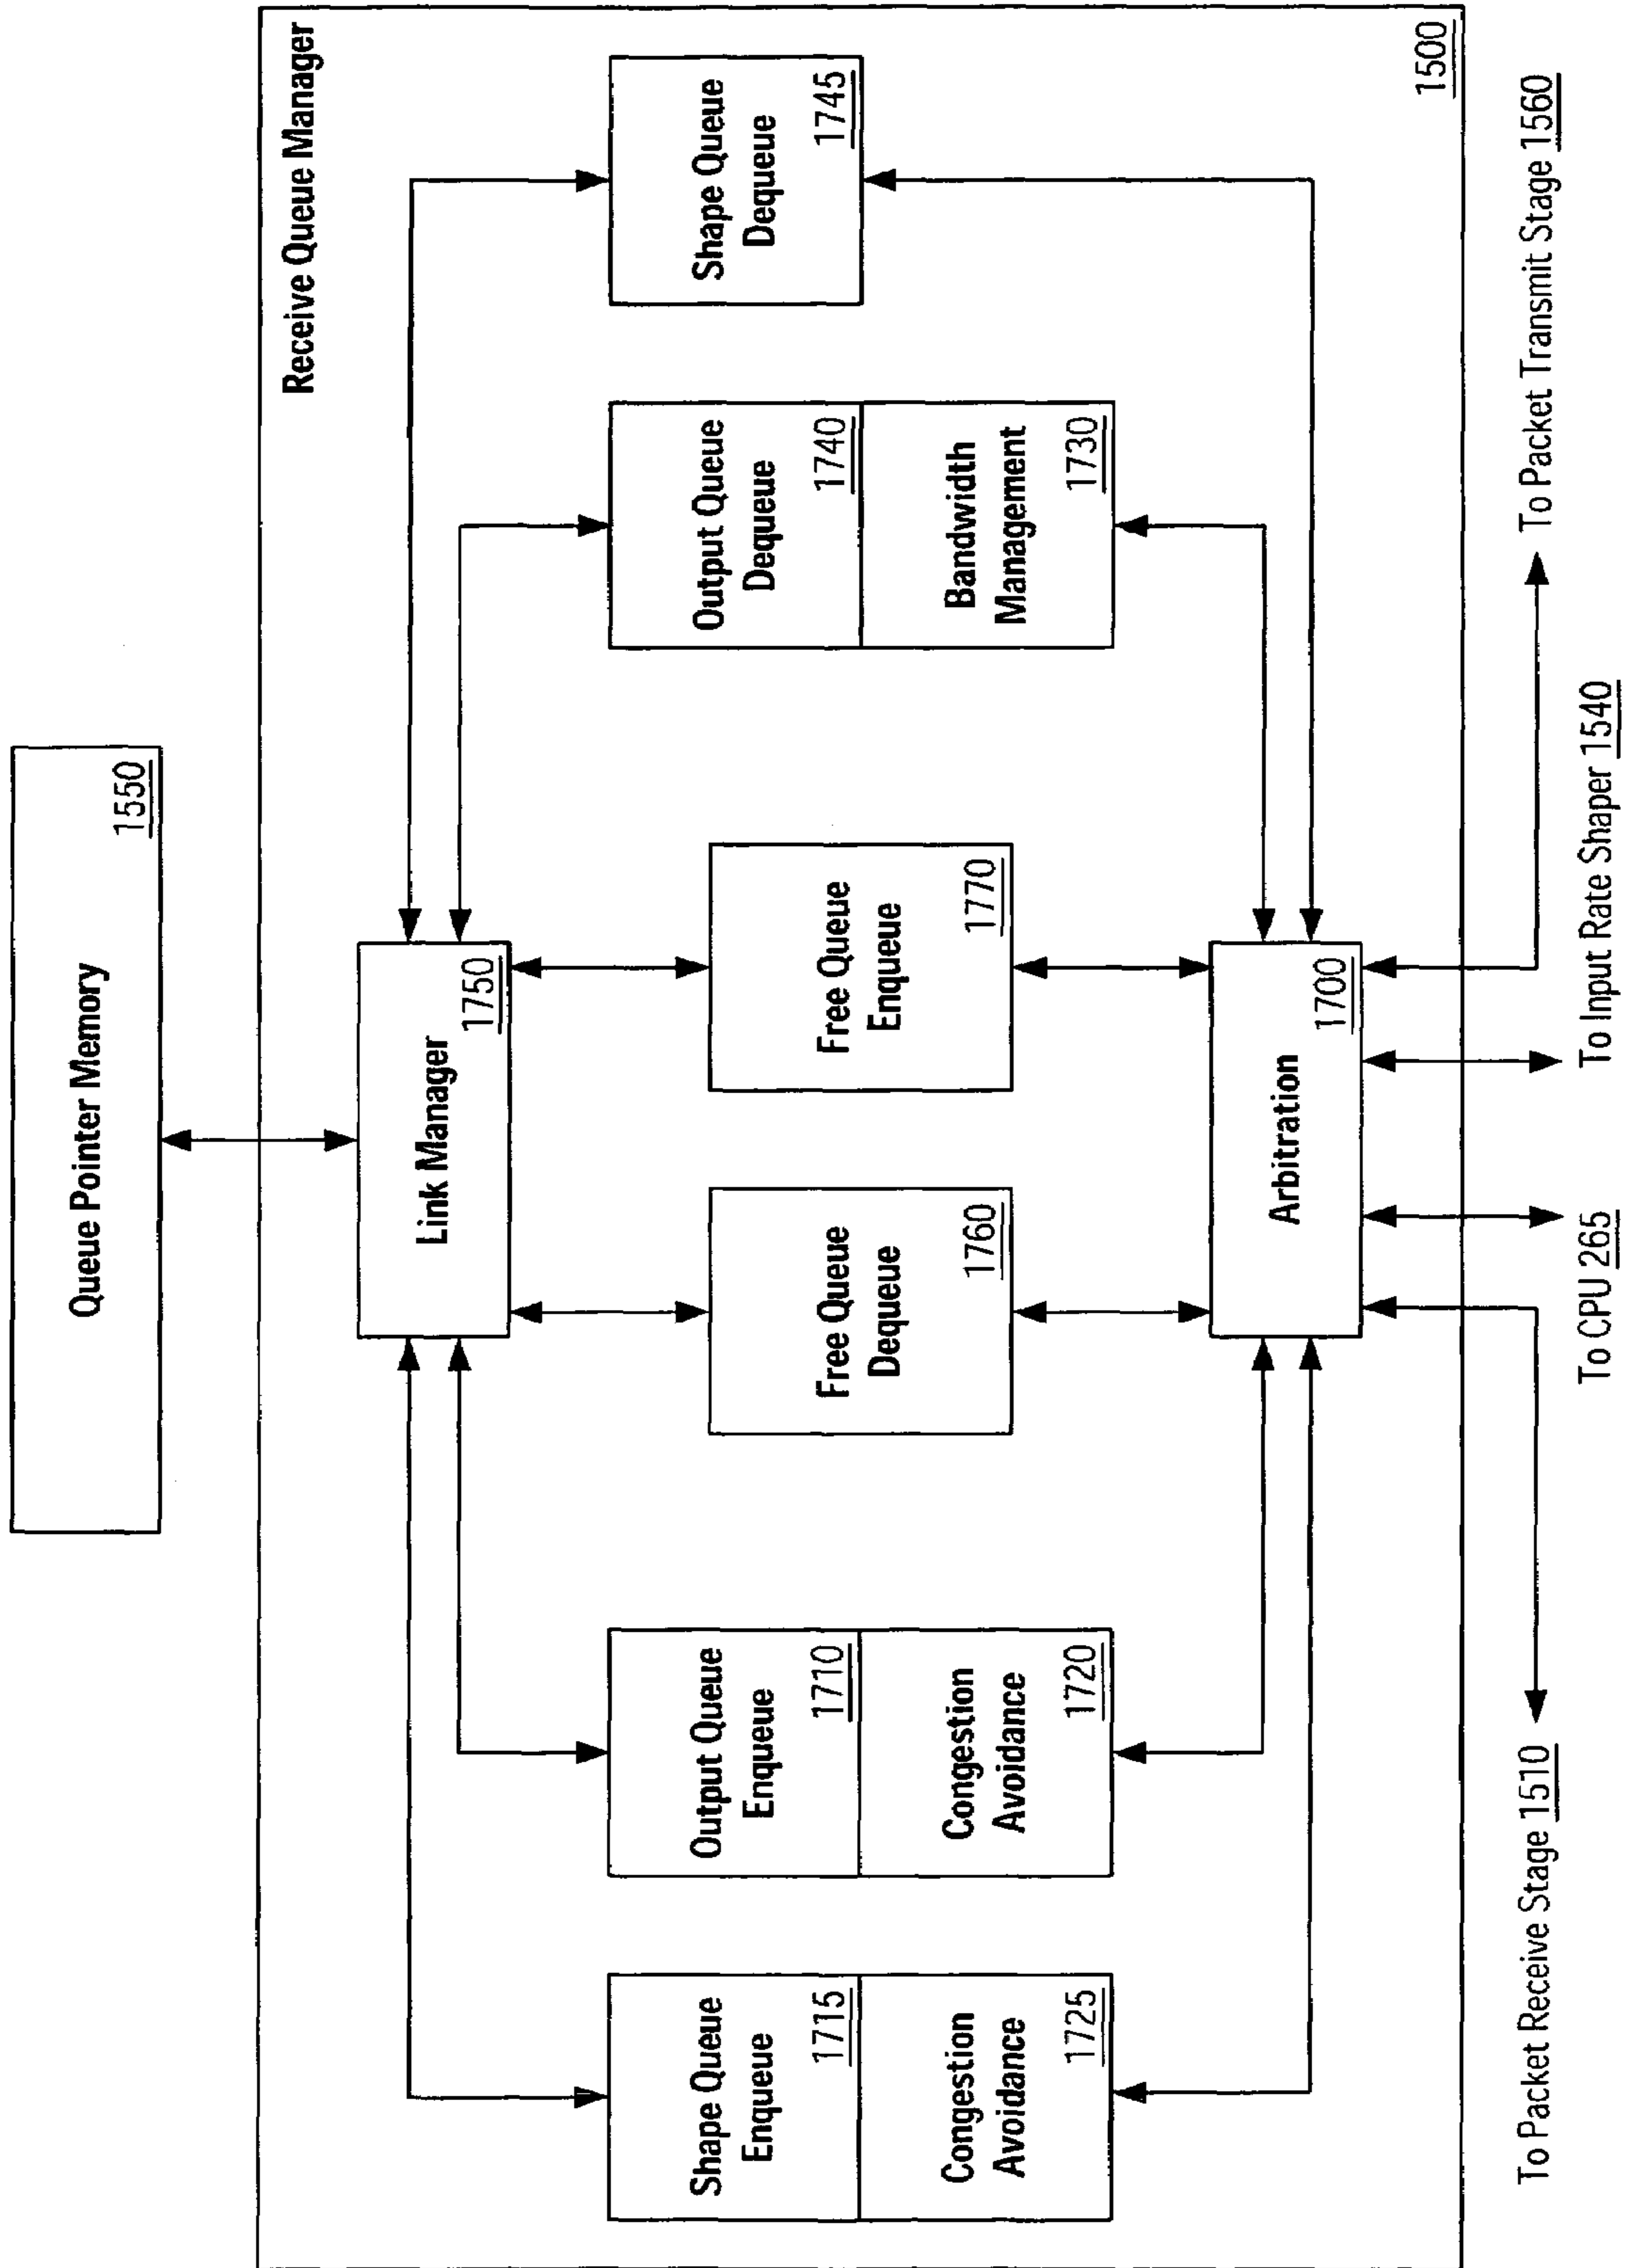 Queue Pointer Memory
1550
Receive Queue Manager
Link Manager
1750
Shape Queue
Enqueue
1715
Congestion
Avoidance
1725
Output Queue
Enqueue
1710
Congestion
Avoidance
1720
Free Queue
Dequeue
1760
Free Queue
Enqueue
1770
Output Queue
Dequeue
1740
Bandwidth
Management
1730
Shape Queue
Dequeue
1745
Arbitration
1700
1500
To Packet Receive Stage 1510
To CPU 265
To Input Rate Shaper 1540
To Packet Transmit Stage 1560